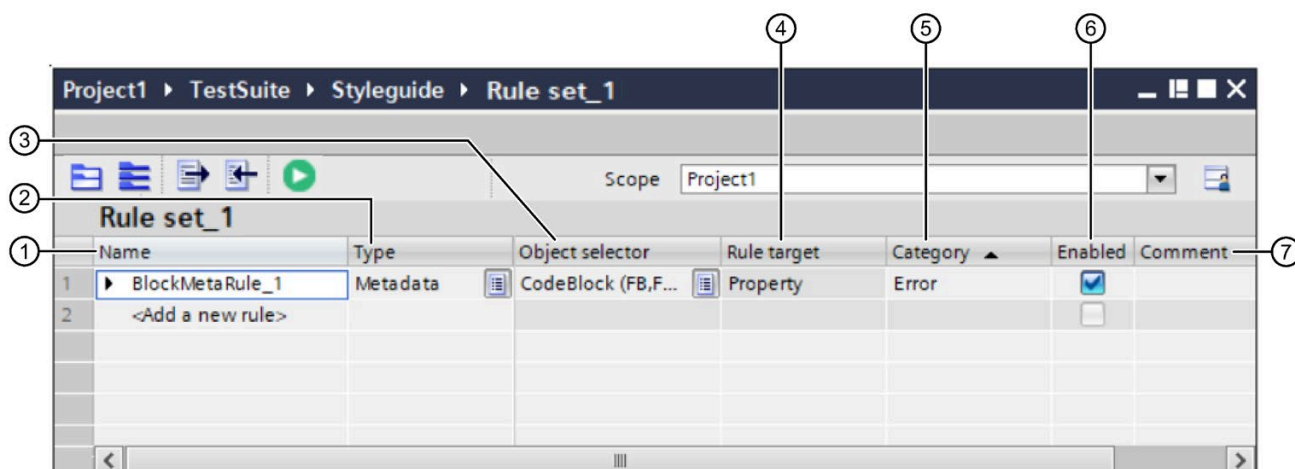 ④ ⑤ ⑥
Project1 ▸ TestSuite ▸ Styleguide ▸ Rule set_1
③
Scope Project1
②
Rule set_1
① Name Type Object selector Rule target Category Enabled Comment ⑦
1 BlockMetaRule_1 Metadata CodeBlock (FB,F... Property Error
2 <Add a new rule>